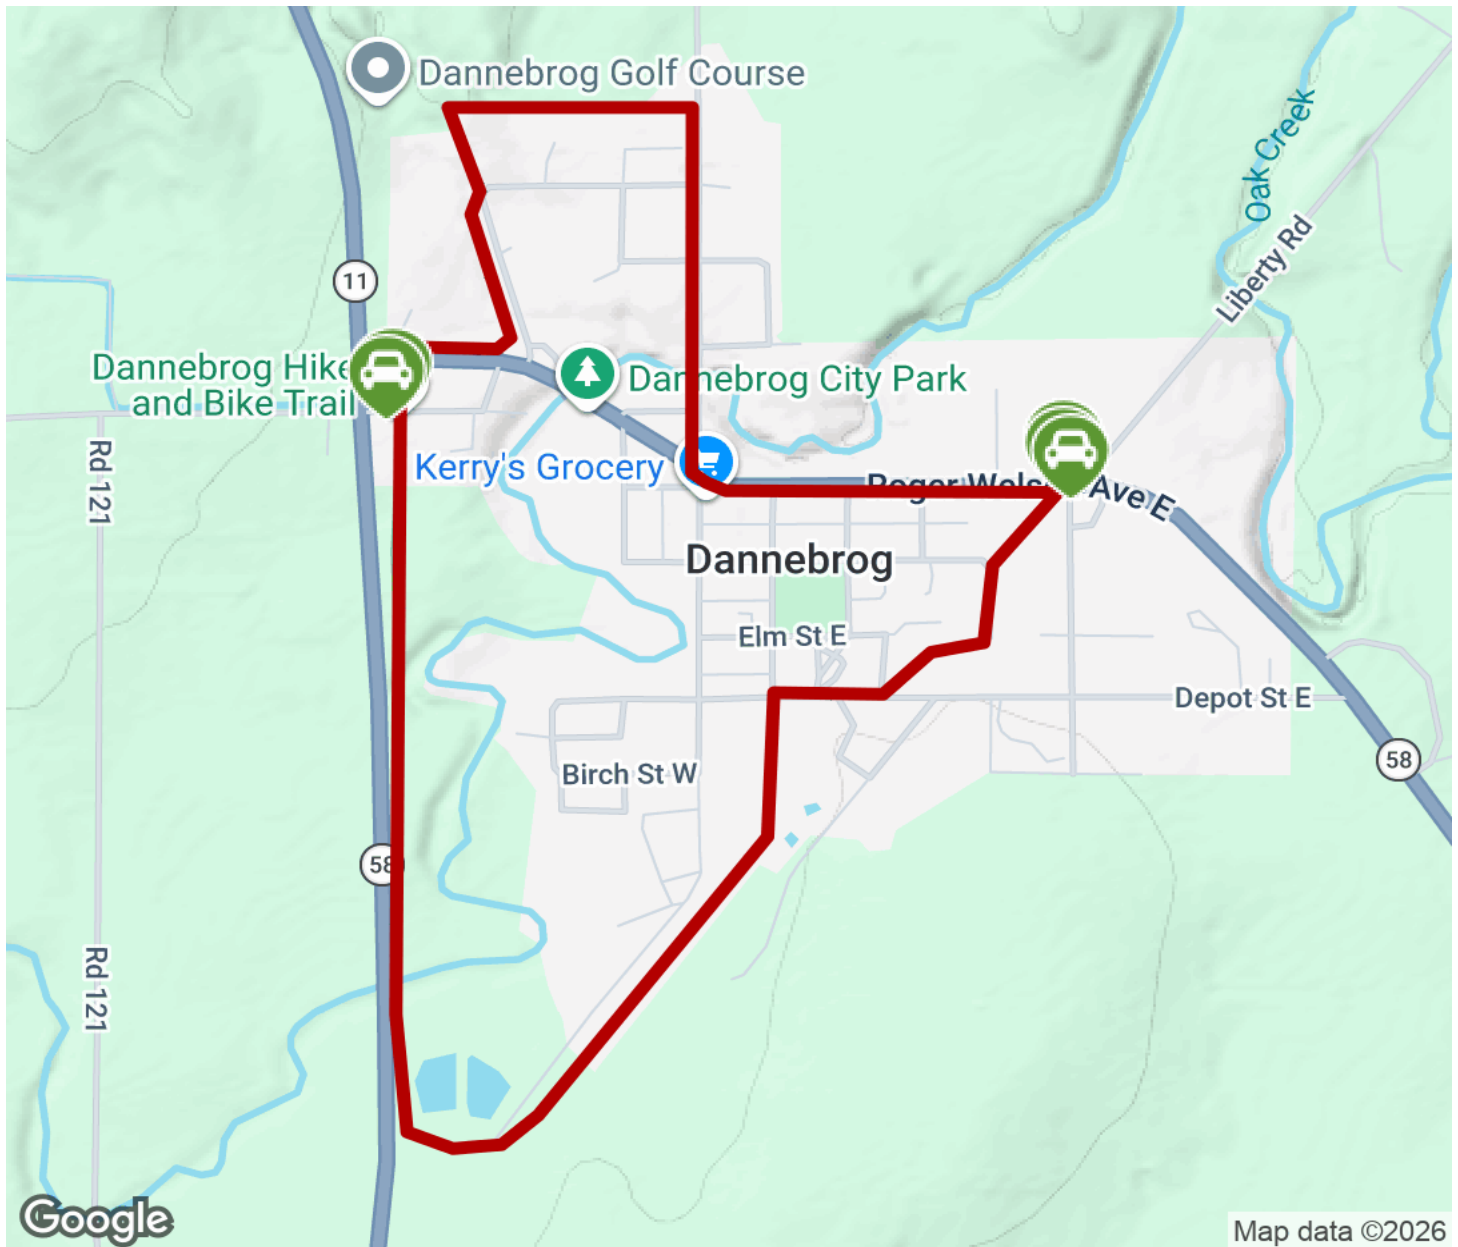 Dannebrog Golf Course
Oak Creek
Liberty Rd
11
Dannebrog Hike
and Bike Trail
Dannebrog City Park
Rd 121
Kerry's Grocery
Ave E
Dannebrog
Elm St E
Depot St E
Birch St W
58
58
Rd 121
Google
Map data ©2026